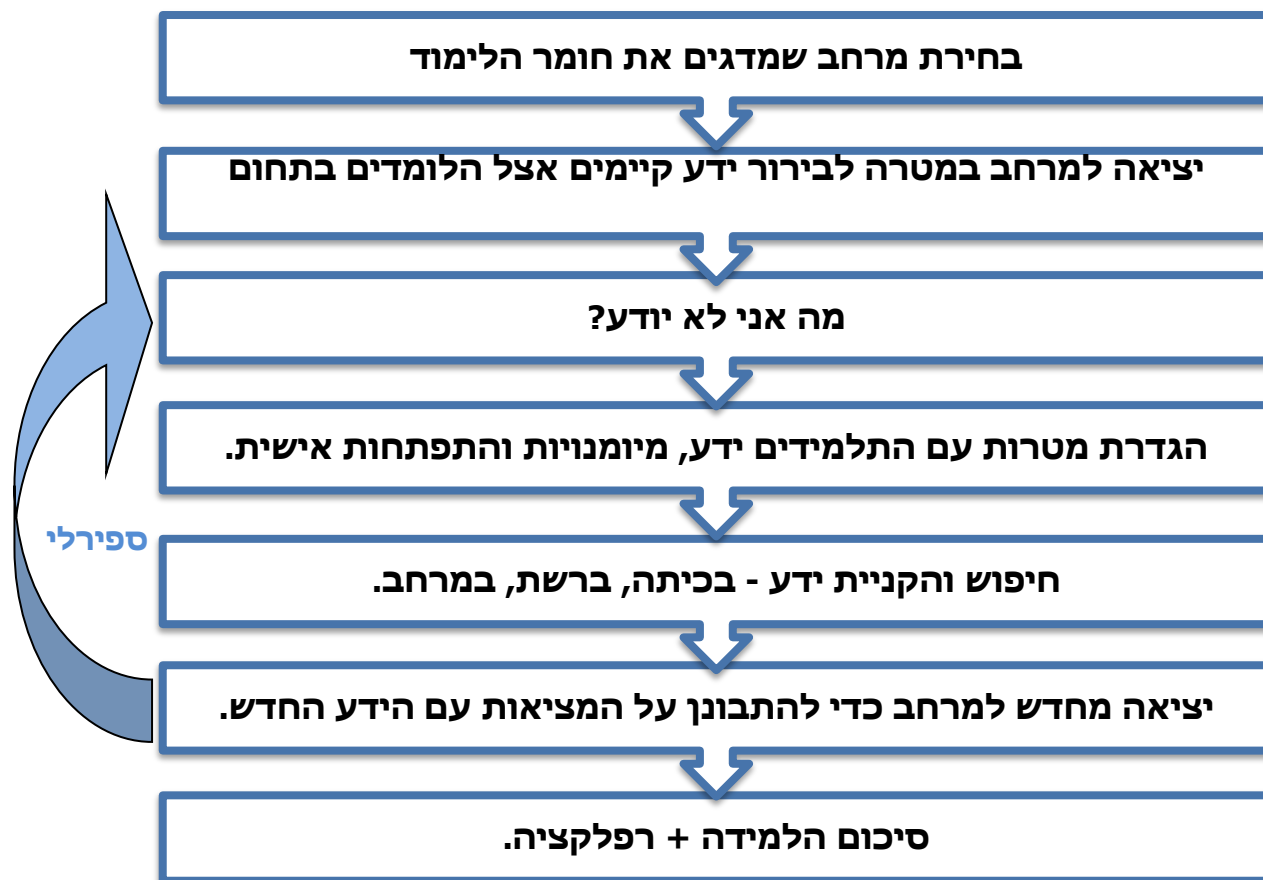 בחירת מרחב שמדגים את חומר הלימוד
יציאה למרחב במטרה לבירור ידע קיימים אצל הלומדים בתחום
מה אני לא יודע?
הגדרת מטרות עם התלמידים ידע, מיומנויות והתפתחות אישית.
ספירלי
חיפוש והקניית ידע - בכיתה, ברשת, במרחב.
יציאה מחדש למרחב כדי להתבונן על המציאות עם הידע החדש.
סיכום הלמידה + רפלקציה.